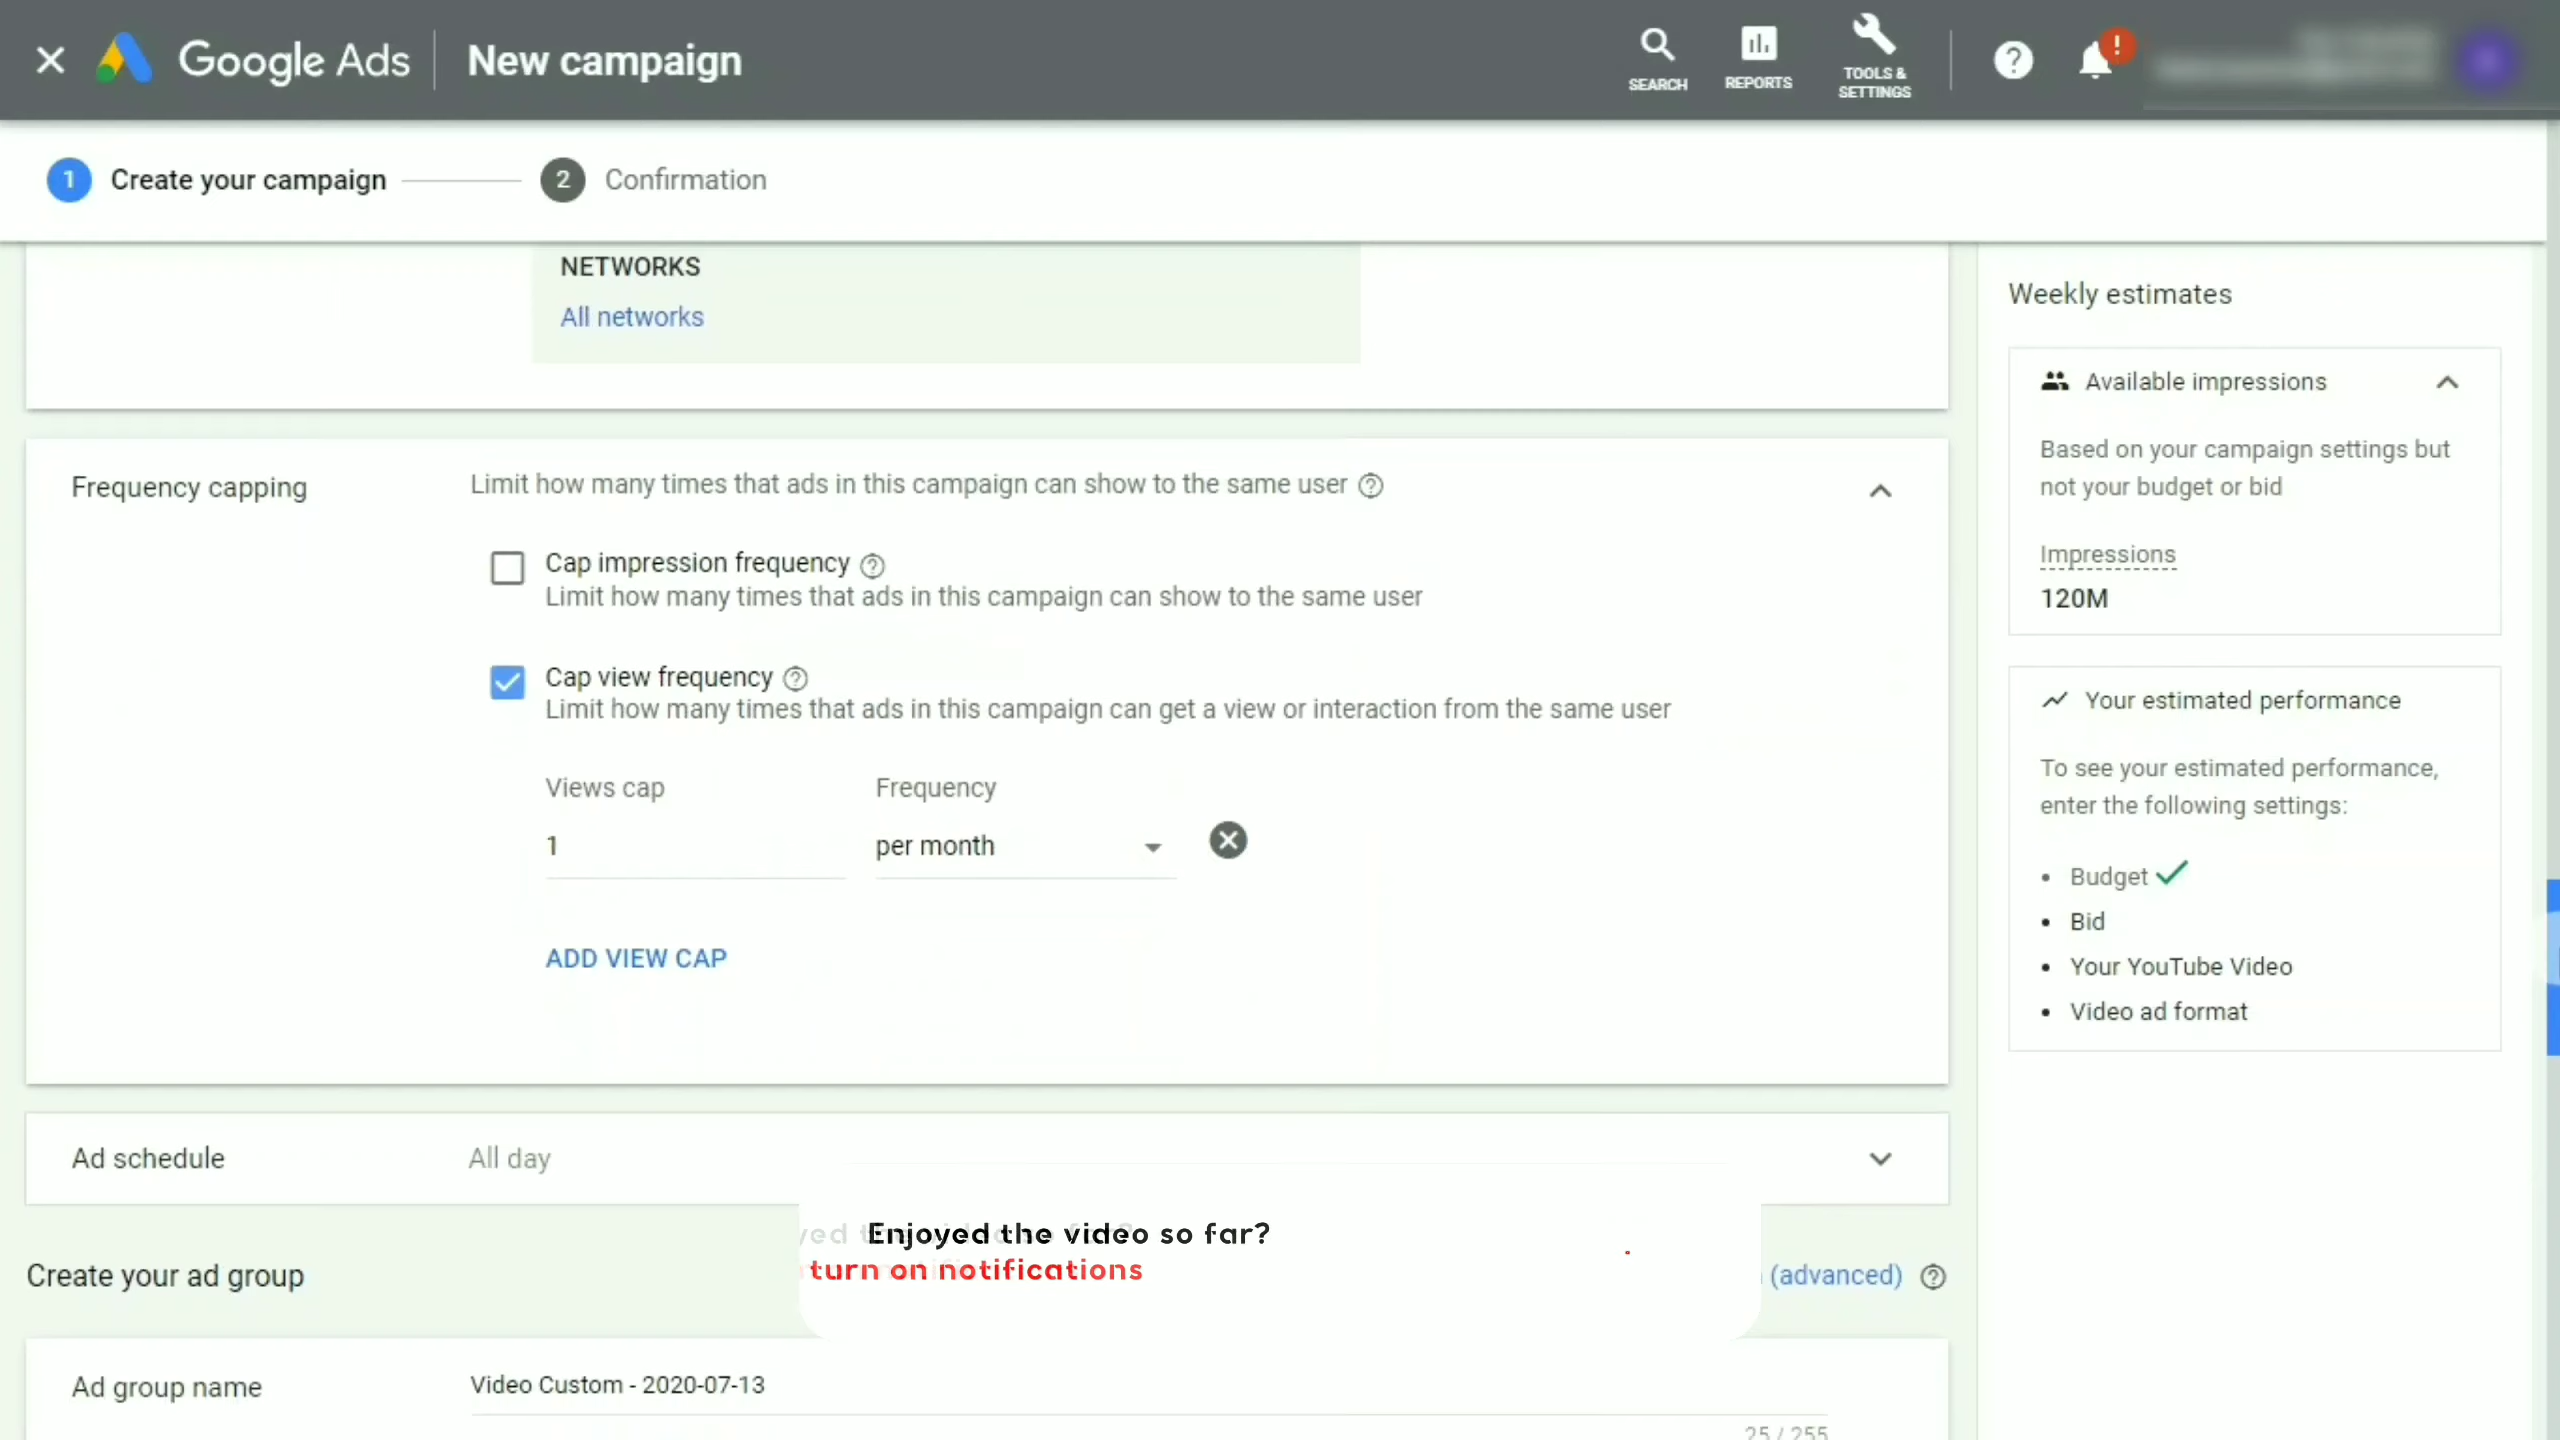 Google Ads
New campaign
SEARCH
REPORTS
TOOLS &
SETTINGS
?
!
1 Create your campaign
2 Confirmation
NETWORKS
All networks
Frequency capping
Limit how many times that ads in this campaign can show to the same user
Cap impression frequency
Limit how many times that ads in this campaign can show to the same user
Cap view frequency
Limit how many times that ads in this campaign can get a view or interaction from the same user
Views cap
Frequency
1
per month
ADD VIEW CAP
Ad schedule
All day
Enjoyed the video so far?
turn on notifications
Create your ad group
(advanced)
Ad group name
Video Custom - 2020-07-13
25 / 255
Weekly estimates
Available impressions
Based on your campaign settings but
not your budget or bid
Impressions
120M
Your estimated performance
To see your estimated performance,
enter the following settings:
• Budget
• Bid
• Your YouTube Video
• Video ad format